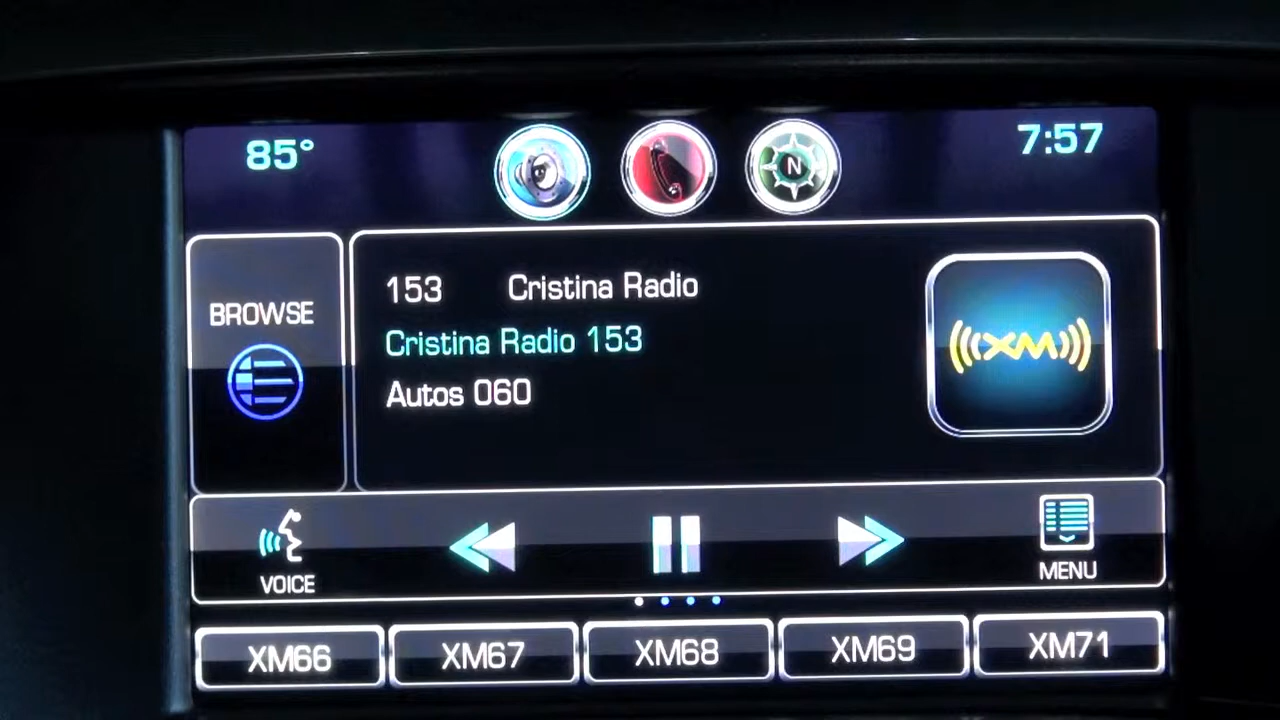 85°
N
7:57
BROWSE
153 Cristina Radio
Cristina Radio 153
Autos 060
XM
VOICE
MENU
XM66 XM67 XM68 XM69 XM71